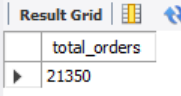 Result Grid
total_orders
21350